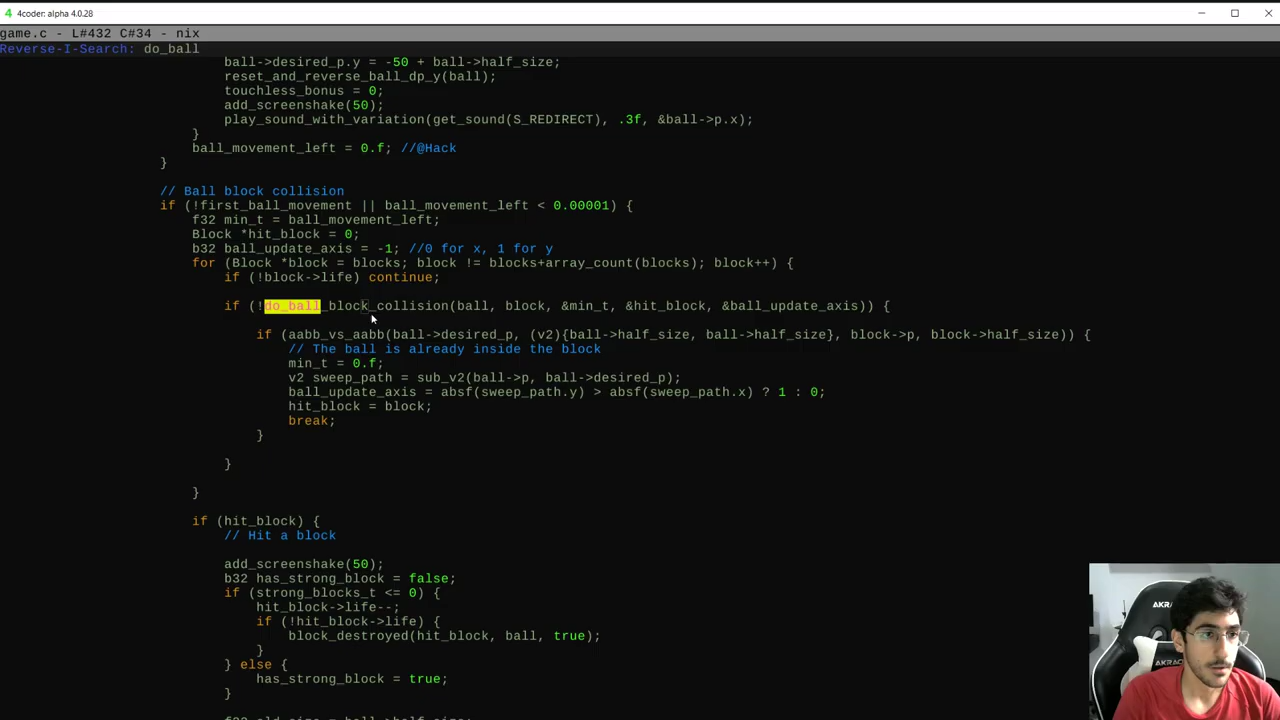 4 4coder: alpha 4.0.28
game.c - L#432 C#34 - nix
Reverse-I-Search: do_ball
ball->desired_p.y = -50 + ball->half_size;
reset_and_reverse_ball_dp_y(ball);
touchless_bonus = 0;
add_screenshake(50);
play_sound_with_variation(get_sound(S_REDIRECT), .3f, &ball->p.x);
}
ball_movement_left = 0.f; //@Hack
}
// Ball block collision
if (!first_ball_movement || ball_movement_left < 0.00001) {
f32 min_t = ball_movement_left;
Block *hit_block = 0;
b32 ball_update_axis = -1; //0 for x, 1 for y
for (Block *block = blocks; block != blocks+array_count(blocks); block++) {
if (!block->life) continue;
if (!do_ball_block_collision(ball, block, &min_t, &hit_block, &ball_update_axis)) {
if (aabb_vs_aabb(ball->desired_p, (v2){ball->half_size, ball->half_size}, block->p, block->half_size)) {
// The ball is already inside the block
min_t = 0.f;
v2 sweep_path = sub_v2(ball->p, ball->desired_p);
ball_update_axis = absf(sweep_path.y) > absf(sweep_path.x) ? 1 : 0;
hit_block = block;
break;
}
}
}
if (hit_block) {
// Hit a block
add_screenshake(50);
b32 has_strong_block = false;
if (strong_blocks_t <= 0) {
hit_block->life--;
if (!hit_block->life) {
block_destroyed(hit_block, ball, true);
}
} else {
has_strong_block = true;
}
AKRACING